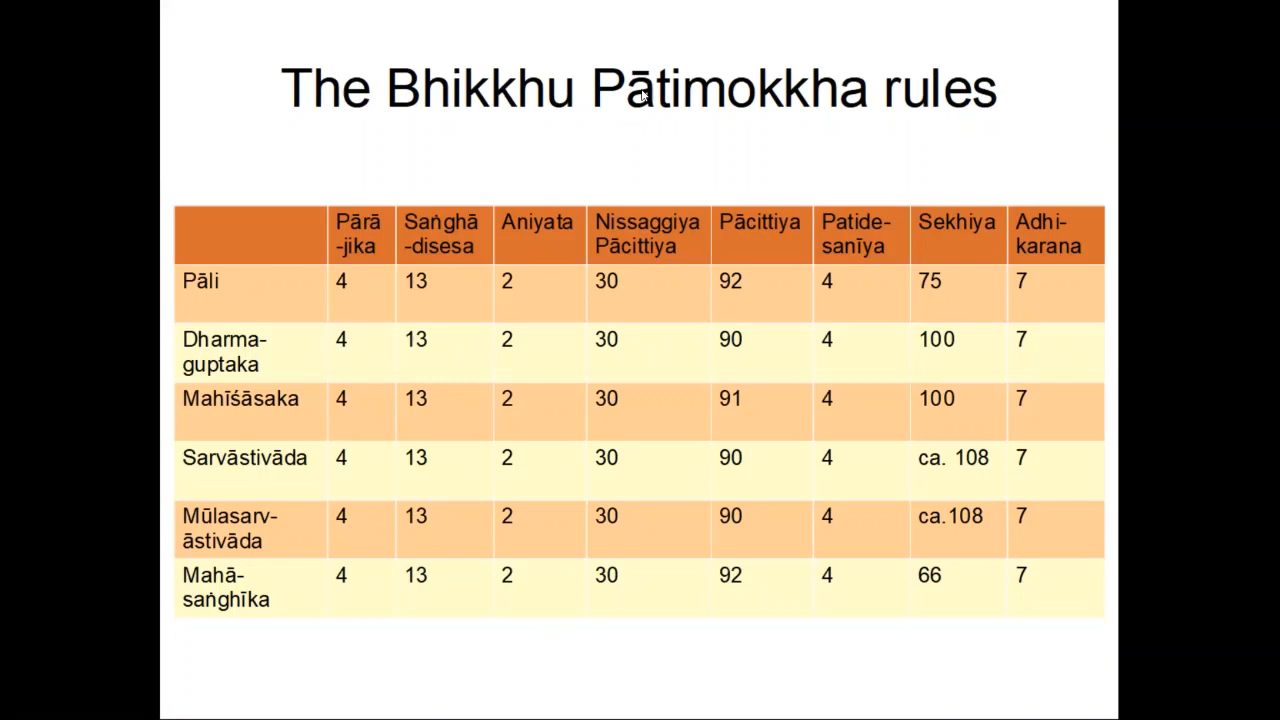 The Bhikkhu Pātimokkha rules
Pārā Saṅghā Aniyata Nissaggiya Pācittiya Patide- Sekhiya Adhi-
-jika -disesa Pācittiya sanīya karana
Pāli 4 13 2 30 92 4 75 7
Dharma- 4 13 2 30 90 4 100 7
guptaka
Mahīśāsaka 4 13 2 30 91 4 100 7
Sarvāstivāda 4 13 2 30 90 4 ca. 108 7
Mūlasarv- 4 13 2 30 90 4 ca.108 7
āstivāda
Mahā- 4 13 2 30 92 4 66 7
saṅghīka